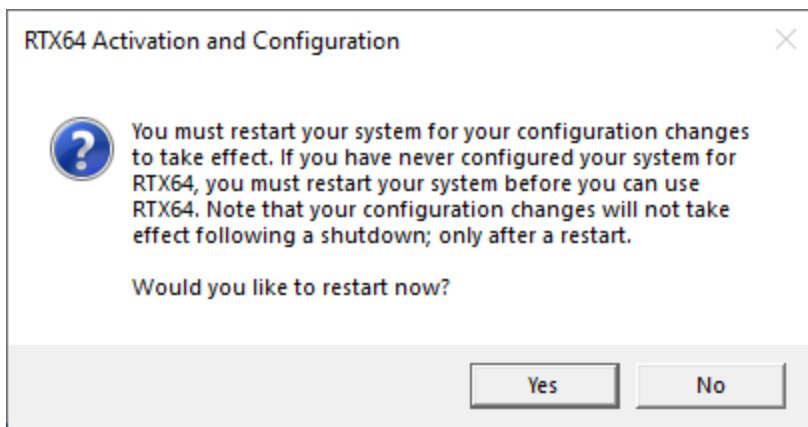 RTX64 Activation and Configuration
You must restart your system for your configuration changes
to take effect. If you have never configured your system for
RTX64, you must restart your system before you can use
RTX64. Note that your configuration changes will not take
effect following a shutdown; only after a restart.
Would you like to restart now?
Yes
No